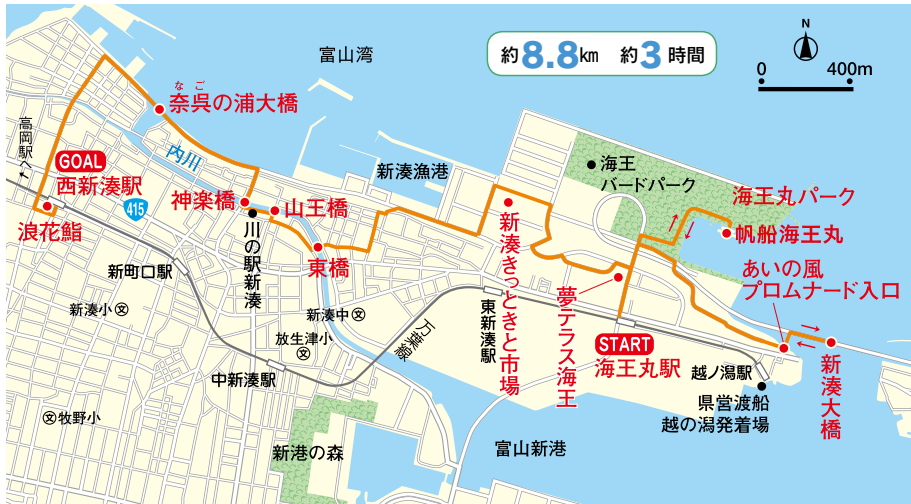 富山湾
約8.8km 約3時間
N
0 400m
なご
奈呉の浦大橋
高岡駅へ
内川
GOAL
西新湊駅
415
浪花鮨
神楽橋
山王橋
川の駅新湊
東橋
新湊漁港
海王
バードパーク
海王丸パーク
帆船海王丸
あいの風
プロムナード入口
新湊きっときと市場
夢テラス海王
東新湊駅
START
海王丸駅
新町口駅
新湊小文
新湊中文
放生津小
文
万葉線
中新湊駅
文牧野小
新港の森
富山新港
越ノ潟駅
県営渡船
越の潟発着場
新湊大橋